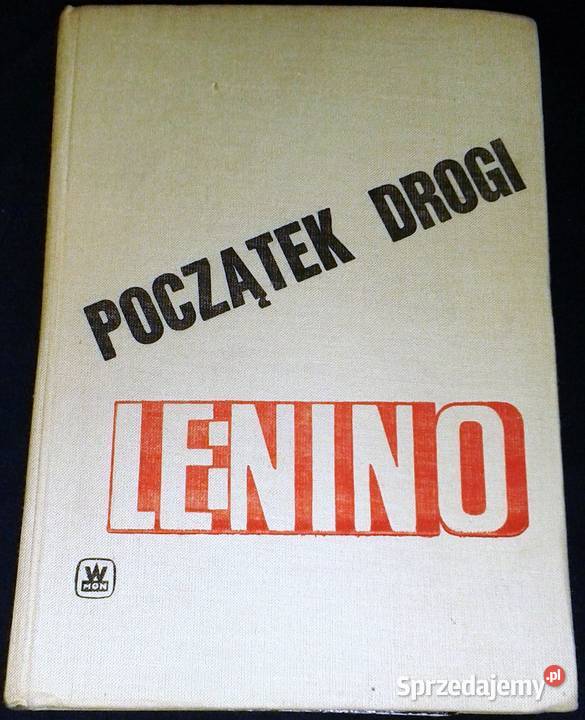 POCZĄTEK DROGI
LENINO
W
MON
Sprzedajemy.pl